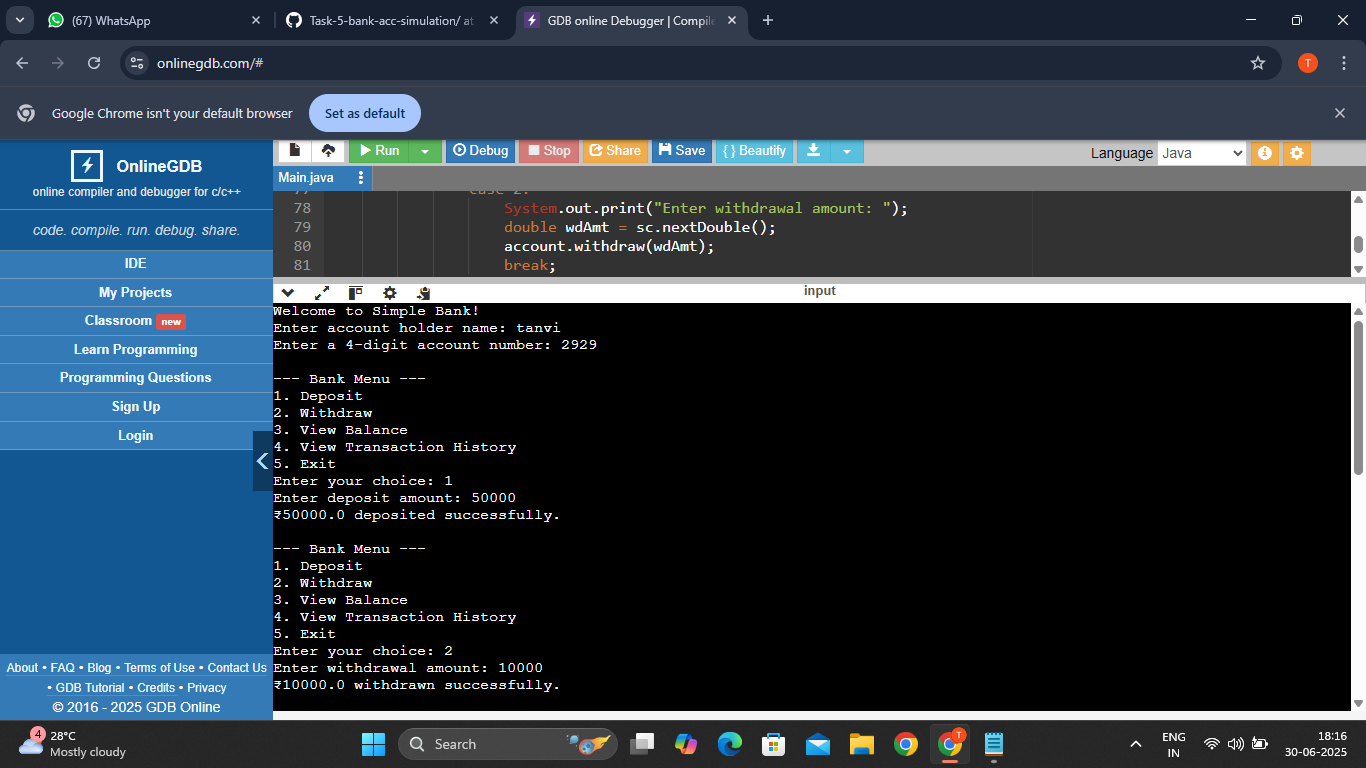 (67) WhatsApp
Task-5-bank-acc-simulation/ at
GDB online Debugger | Compile
onlinegdb.com/#
T
Google Chrome isn't your default browser
Set as default
OnlineGDB
online compiler and debugger for c/c++
code. compile. run. debug. share.
IDE
My Projects
Classroom new
Learn Programming
Programming Questions
Sign Up
Login
About • FAQ • Blog • Terms of Use • Contact Us
• GDB Tutorial • Credits • Privacy
© 2016 - 2025 GDB Online
Run Debug Stop Share Save { } Beautify
Language Java
Main.java
77 case 2:
78 System.out.print("Enter withdrawal amount: ");
79 double wdAmt = sc.nextDouble();
80 account.withdraw(wdAmt);
81 break;
input
Welcome to Simple Bank!
Enter account holder name: tanvi
Enter a 4-digit account number: 2929
--- Bank Menu ---
1. Deposit
2. Withdraw
3. View Balance
4. View Transaction History
5. Exit
Enter your choice: 1
Enter deposit amount: 50000
₹50000.0 deposited successfully.
--- Bank Menu ---
1. Deposit
2. Withdraw
3. View Balance
4. View Transaction History
5. Exit
Enter your choice: 2
Enter withdrawal amount: 10000
₹10000.0 withdrawn successfully.
4
28°C
Mostly cloudy
Search
T
ENG
IN
18:16
30-06-2025